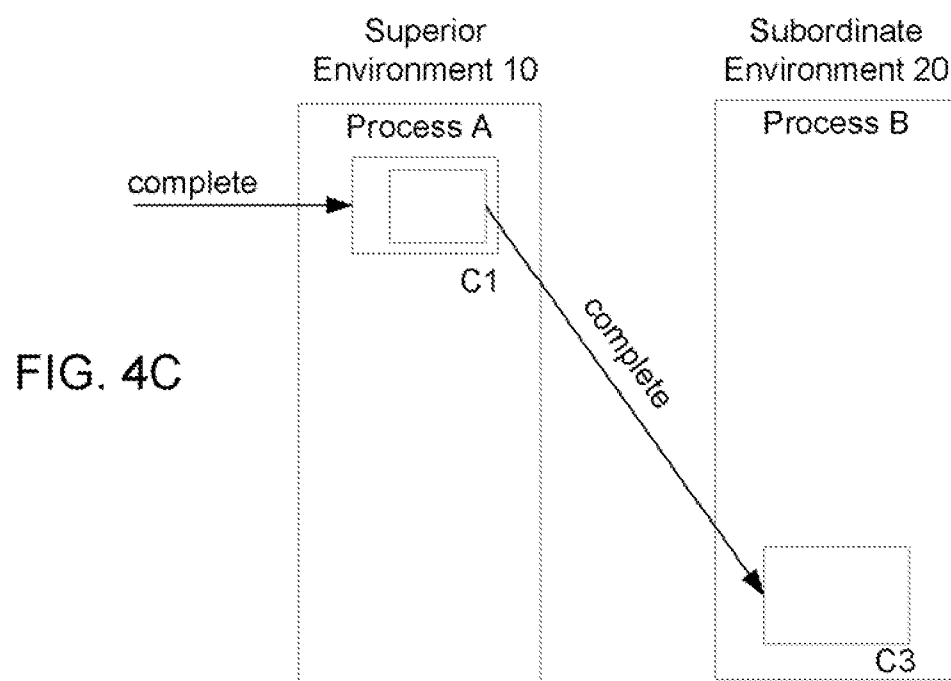 Superior
Environment 10
Subordinate
Environment 20
Process A
Process B
complete
C1
complete
FIG. 4C
C3